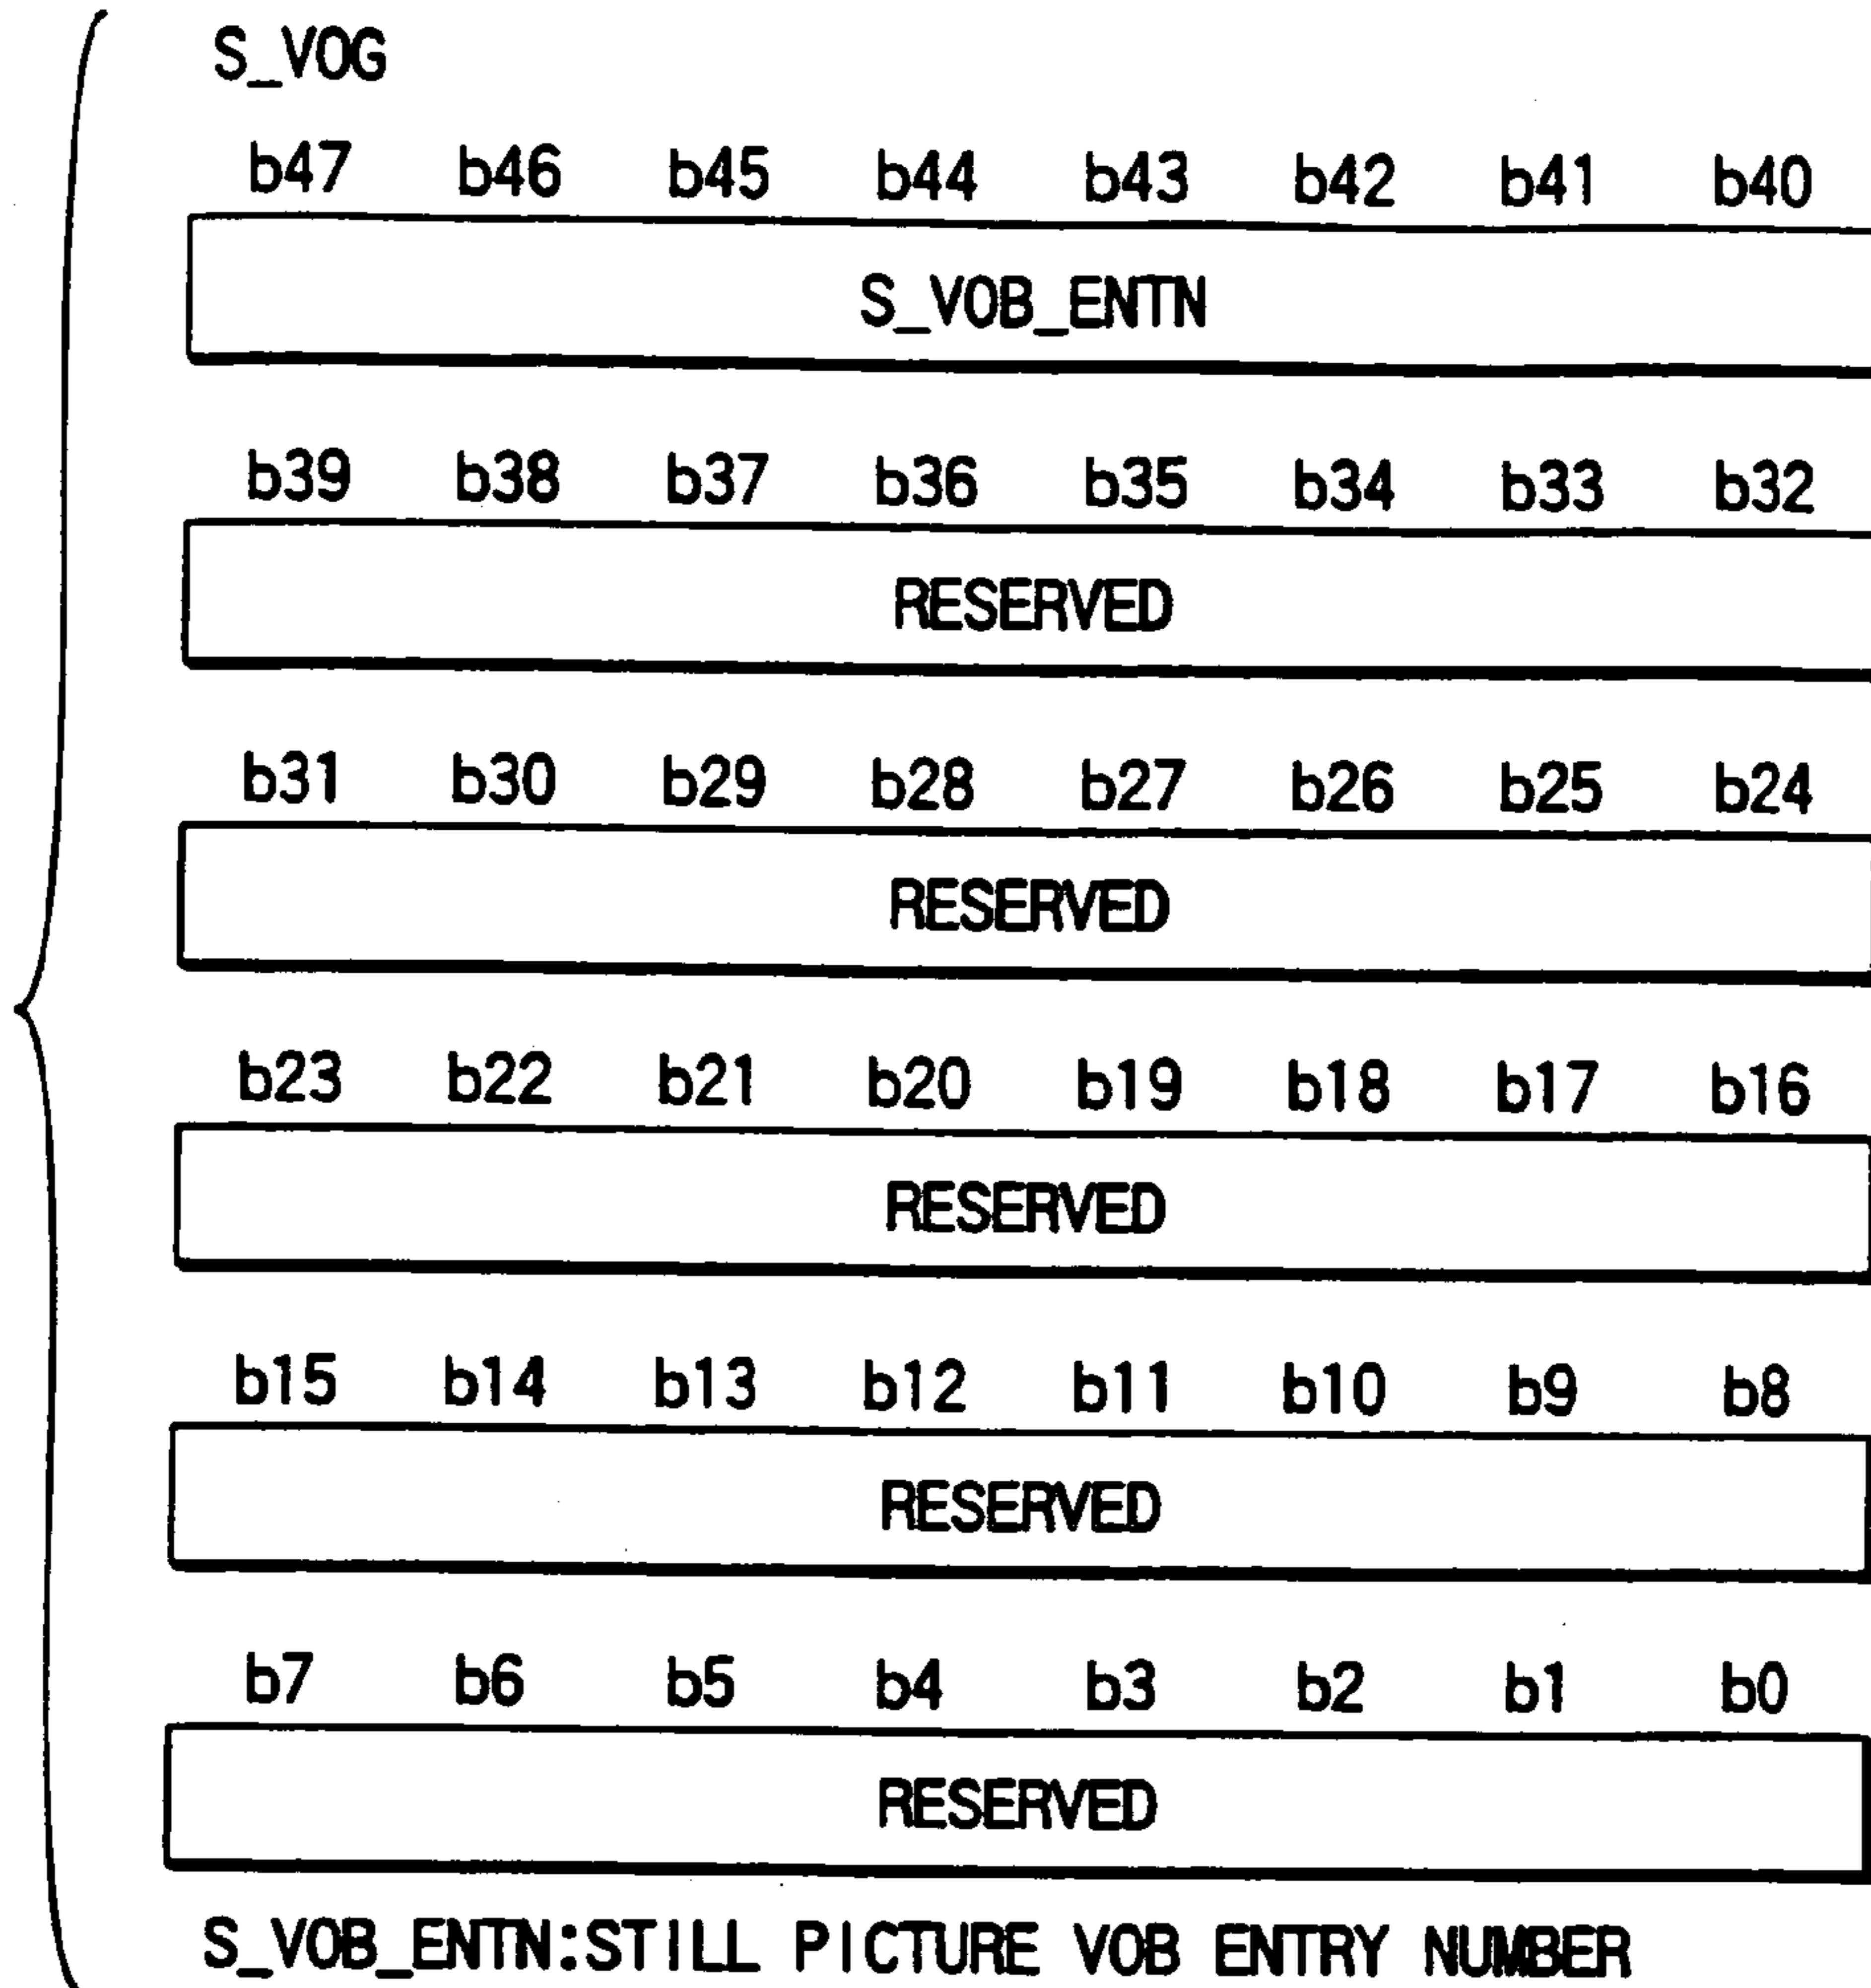 S_VOG
b47 b46 b45 b44 b43 b42 b41 b40
S_VOB_ENTN
b39 b38 b37 b36 b35 b34 b33 b32
RESERVED
b31 b30 b29 b28 b27 b26 b25 b24
RESERVED
b23 b22 b21 b20 b19 b18 b17 b16
RESERVED
b15 b14 b13 b12 b11 b10 b9 b8
RESERVED
b7 b6 b5 b4 b3 b2 b1 b0
RESERVED
S_VOB_ENTN:STILL PICTURE VOB ENTRY NUMBER